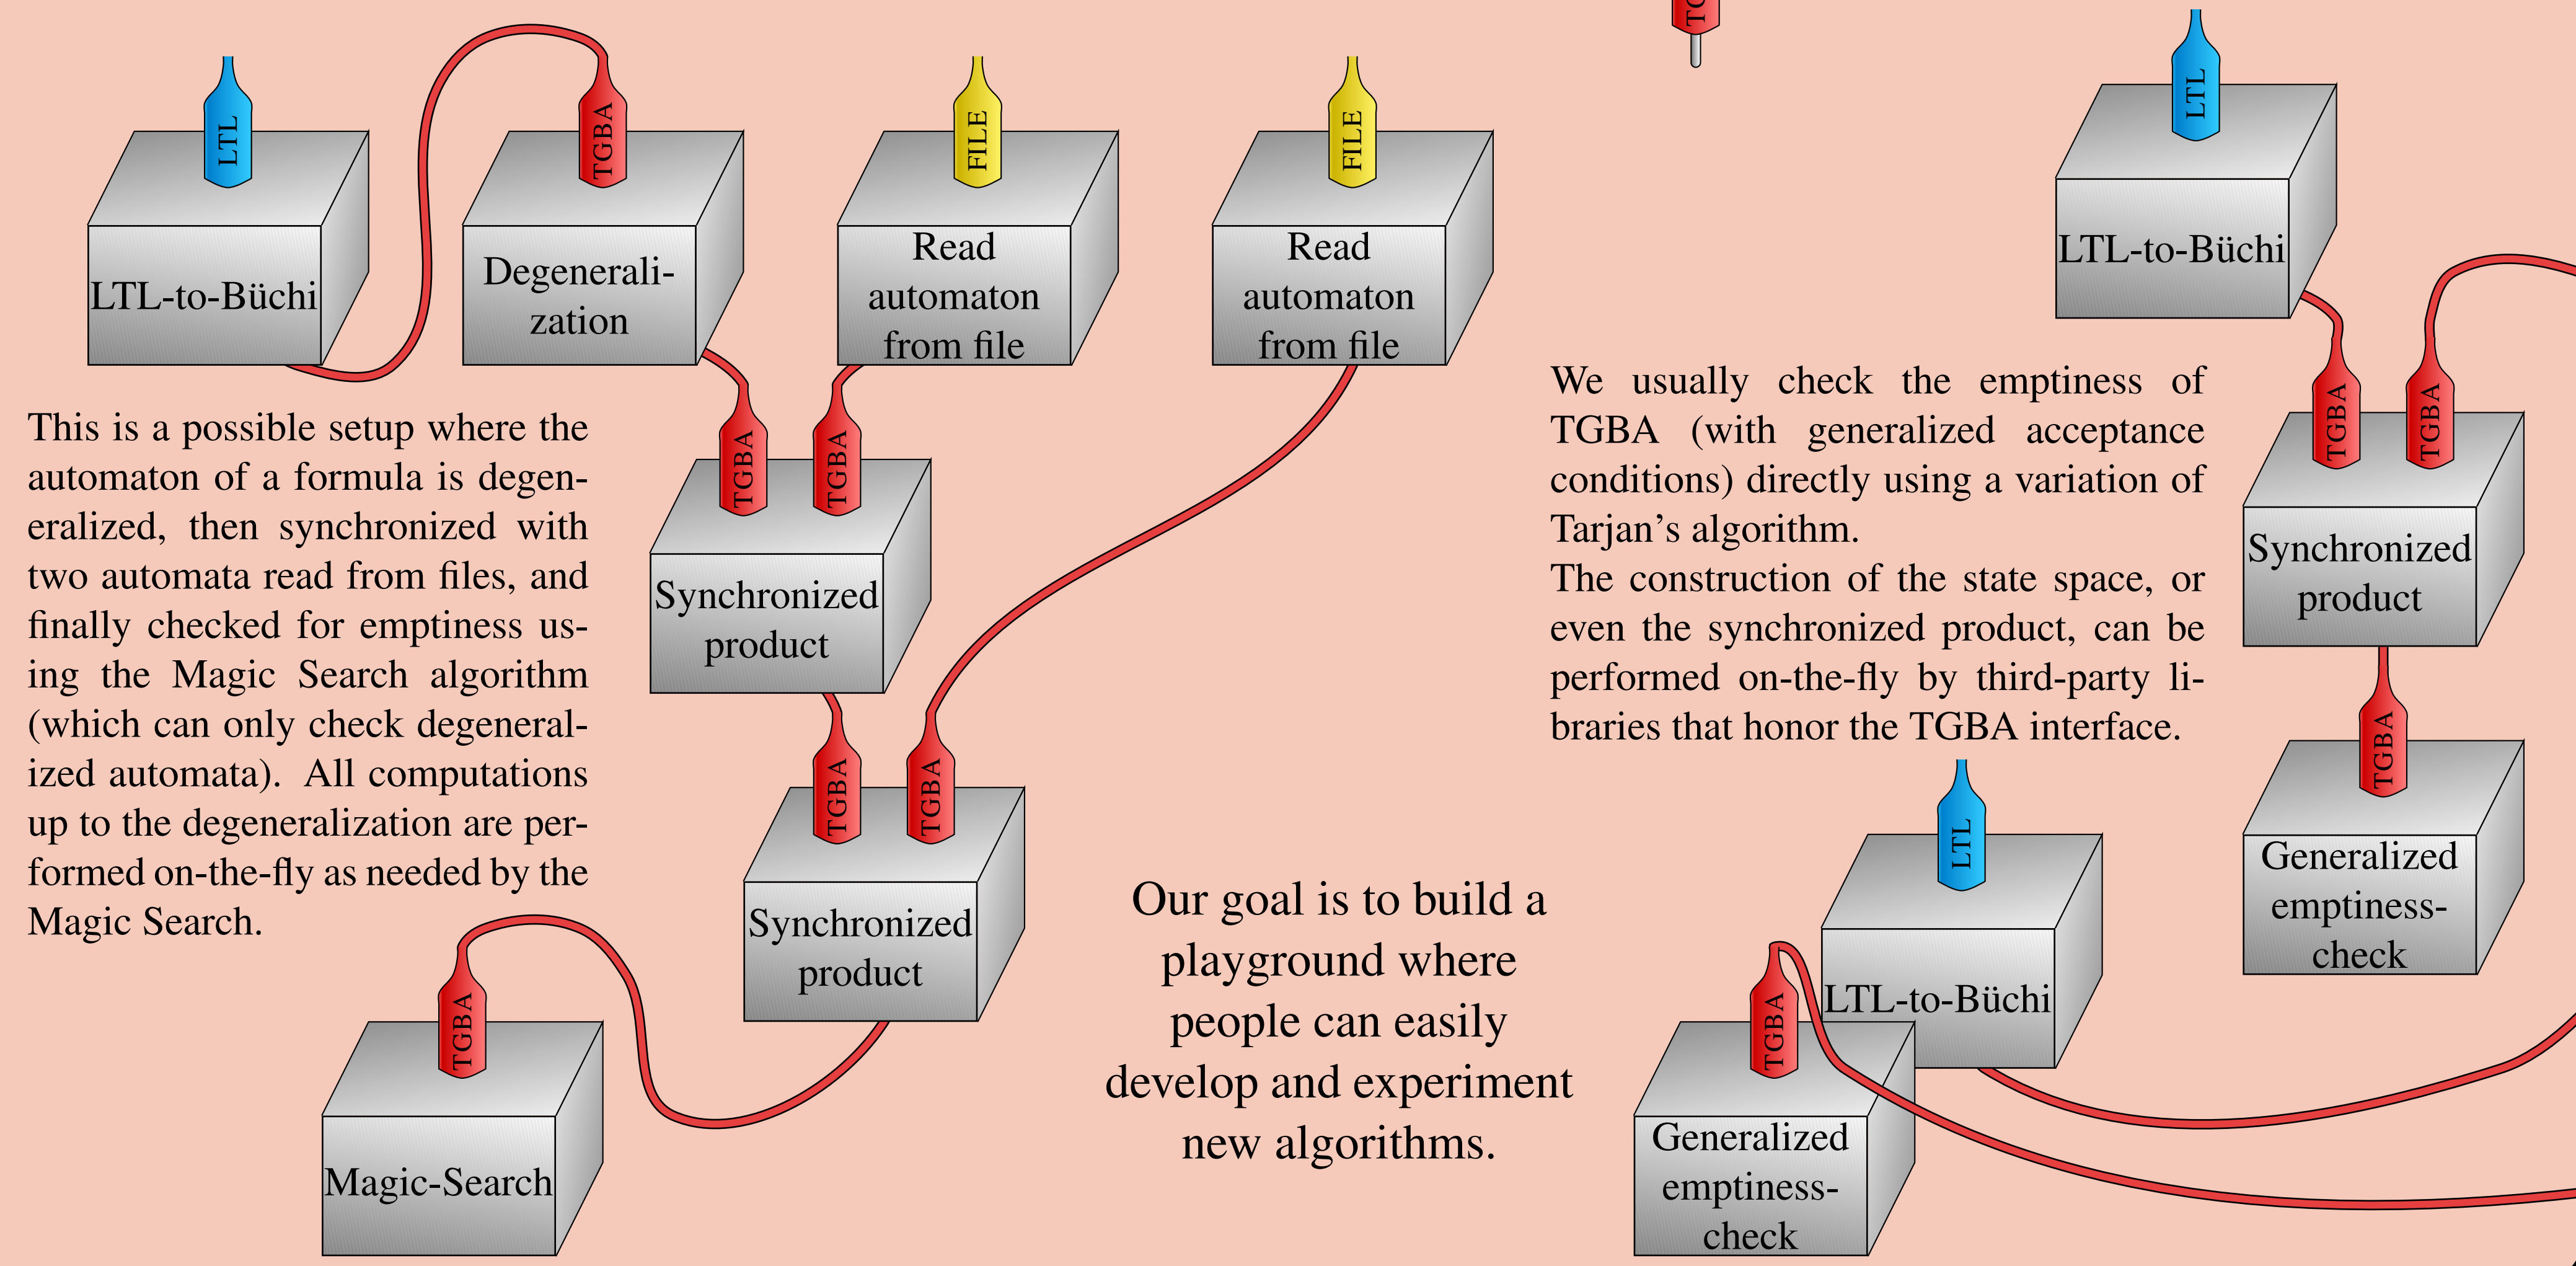 LTL
TGBA
FILE
FILE
LTL-to-Büchi
Degenerali-
zation
Read
automaton
from file
Read
automaton
from file
This is a possible setup where the
automaton of a formula is degen-
eralized, then synchronized with
two automata read from files, and
finally checked for emptiness us-
ing the Magic Search algorithm
(which can only check degeneral-
ized automata). All computations
up to the degeneralization are per-
formed on-the-fly as needed by the
Magic Search.
TGBA
TGBA
Synchronized
product
TGBA
TGBA
Synchronized
product
TGBA
Magic-Search
Our goal is to build a
playground where
people can easily
develop and experiment
new algorithms.
LTL
LTL-to-Büchi
We usually check the emptiness of
TGBA (with generalized acceptance
conditions) directly using a variation of
Tarjan's algorithm.
The construction of the state space, or
even the synchronized product, can be
performed on-the-fly by third-party li-
braries that honor the TGBA interface.
TGBA
TGBA
Synchronized
product
TGBA
Generalized
emptiness-
check
LTL
LTL-to-Büchi
TGBA
Generalized
emptiness-
check